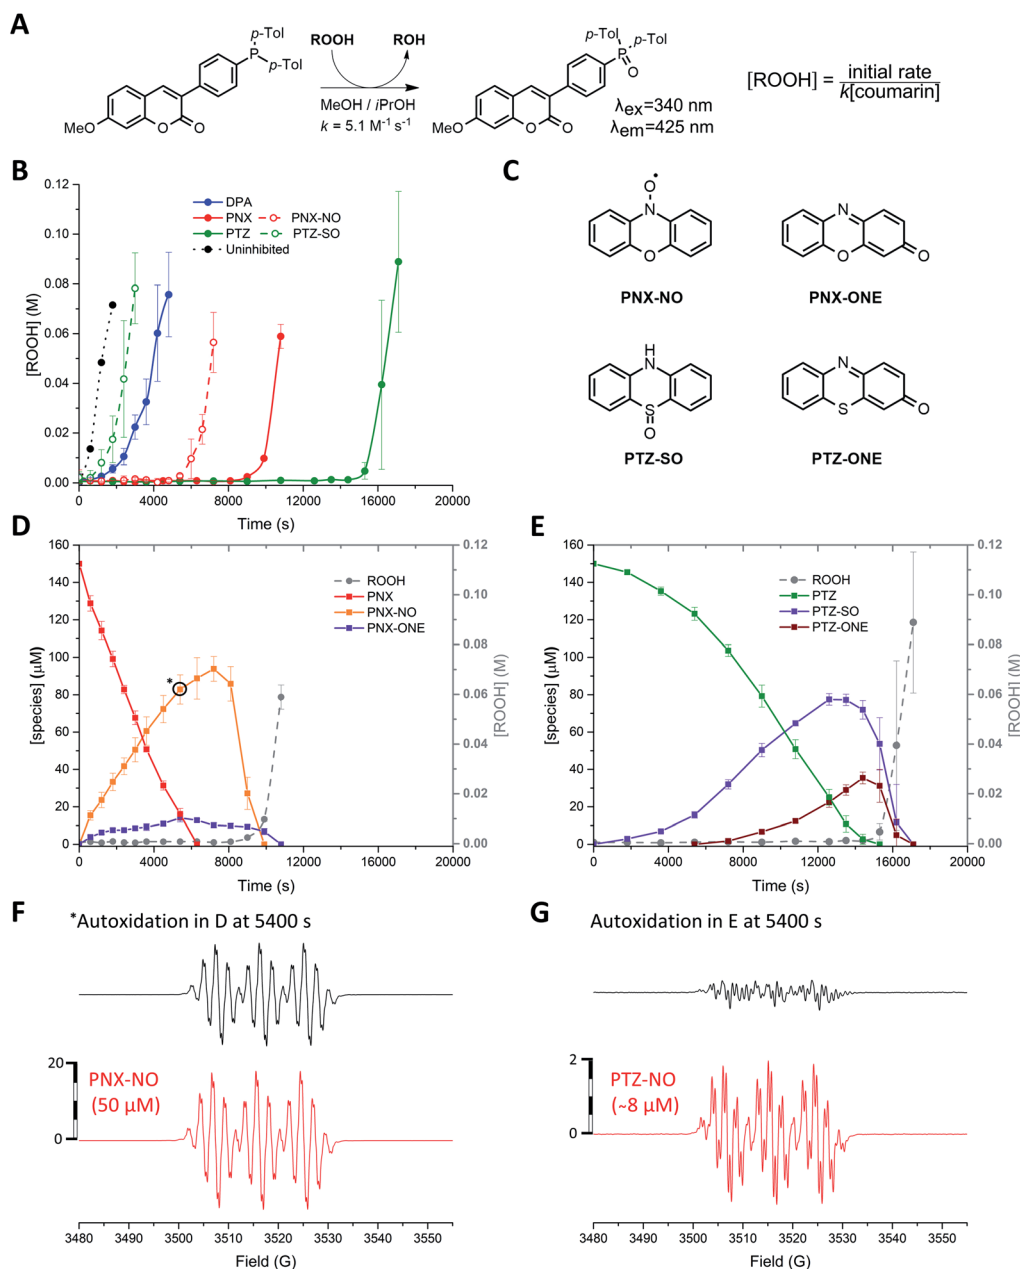 A
p-Tol
P
p-Tol
MeO
O
O
ROOH
ROH
MeOH / iPrOH
k = 5.1 M⁻¹ s⁻¹
p-Tol
p-Tol
P
O
MeO
O
O
λex=340 nm
λem=425 nm
[ROOH] = initial rate
k[coumarin]
B
0.12
0.10
0.08
0.06
0.04
0.02
0.00
[ROOH] (M)
DPA
PNX
PNX-NO
PTZ
PTZ-SO
Uninhibited
0 4000 8000 12000 16000 20000
Time (s)
C
O•
N
O
PNX-NO
N
O
O
PNX-ONE
H
N
S
O
PTZ-SO
N
S
O
PTZ-ONE
D
160
140
120
100
80
60
40
20
0
[species] (μM)
ROOH
PNX
PNX-NO
PNX-ONE
*
0.12
0.10
0.08
0.06
0.04
0.02
0.00
[ROOH] (M)
0 4000 8000 12000 16000 20000
Time (s)
E
160
140
120
100
80
60
40
20
0
[species] (μM)
ROOH
PTZ
PTZ-SO
PTZ-ONE
0.12
0.10
0.08
0.06
0.04
0.02
0.00
[ROOH] (M)
0 4000 8000 12000 16000 20000
Time (s)
F
*Autoxidation in D at 5400 s
20
0
PNX-NO
(50 μM)
3480 3490 3500 3510 3520 3530 3540 3550
Field (G)
G
Autoxidation in E at 5400 s
2
0
PTZ-NO
(~8 μM)
3480 3490 3500 3510 3520 3530 3540 3550
Field (G)